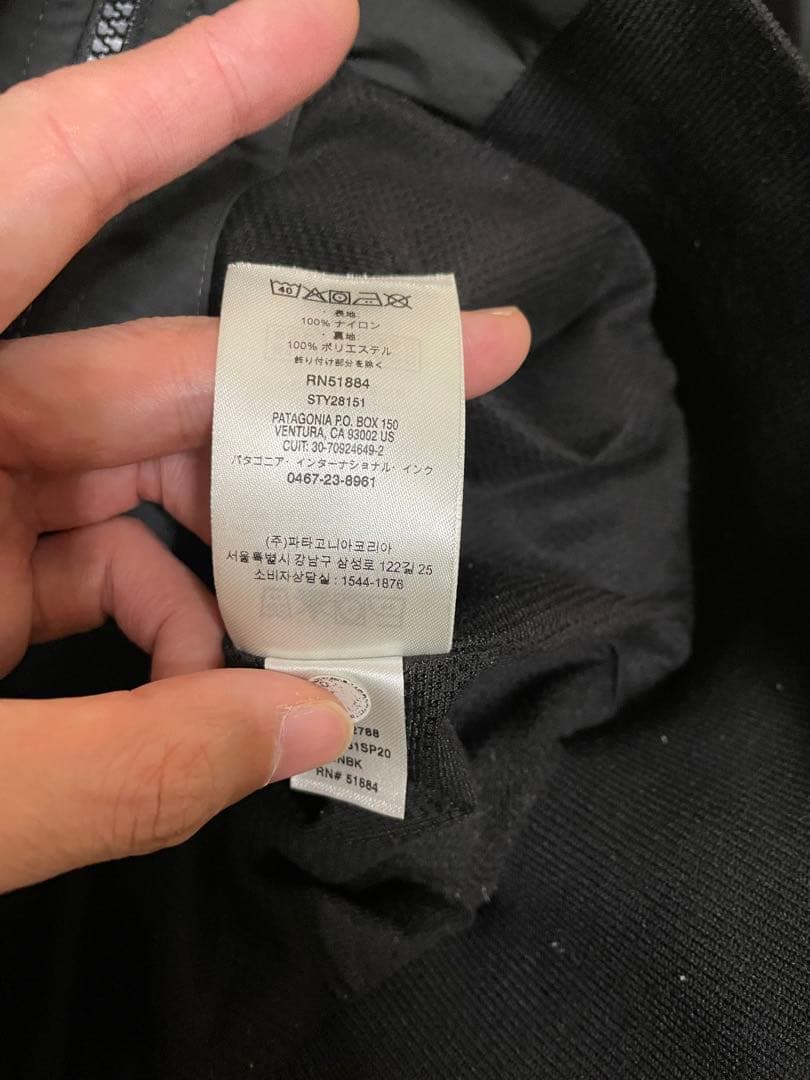 40
・表地:
100% ナイロン
・裏地:
100% ポリエステル
飾り付け部分を除く
RN51884
STY28151
PATAGONIA P.O. BOX 150
VENTURA, CA 93002 US
CUIT: 30-70924649-2
パタゴニア・インターナショナル・インク
0467-23-8961
(주)파타고니아코리아
서울특별시 강남구 삼성로 122길 25
소비자상담실 : 1544-1876
2788
51SP20
NBK
RN# 51884